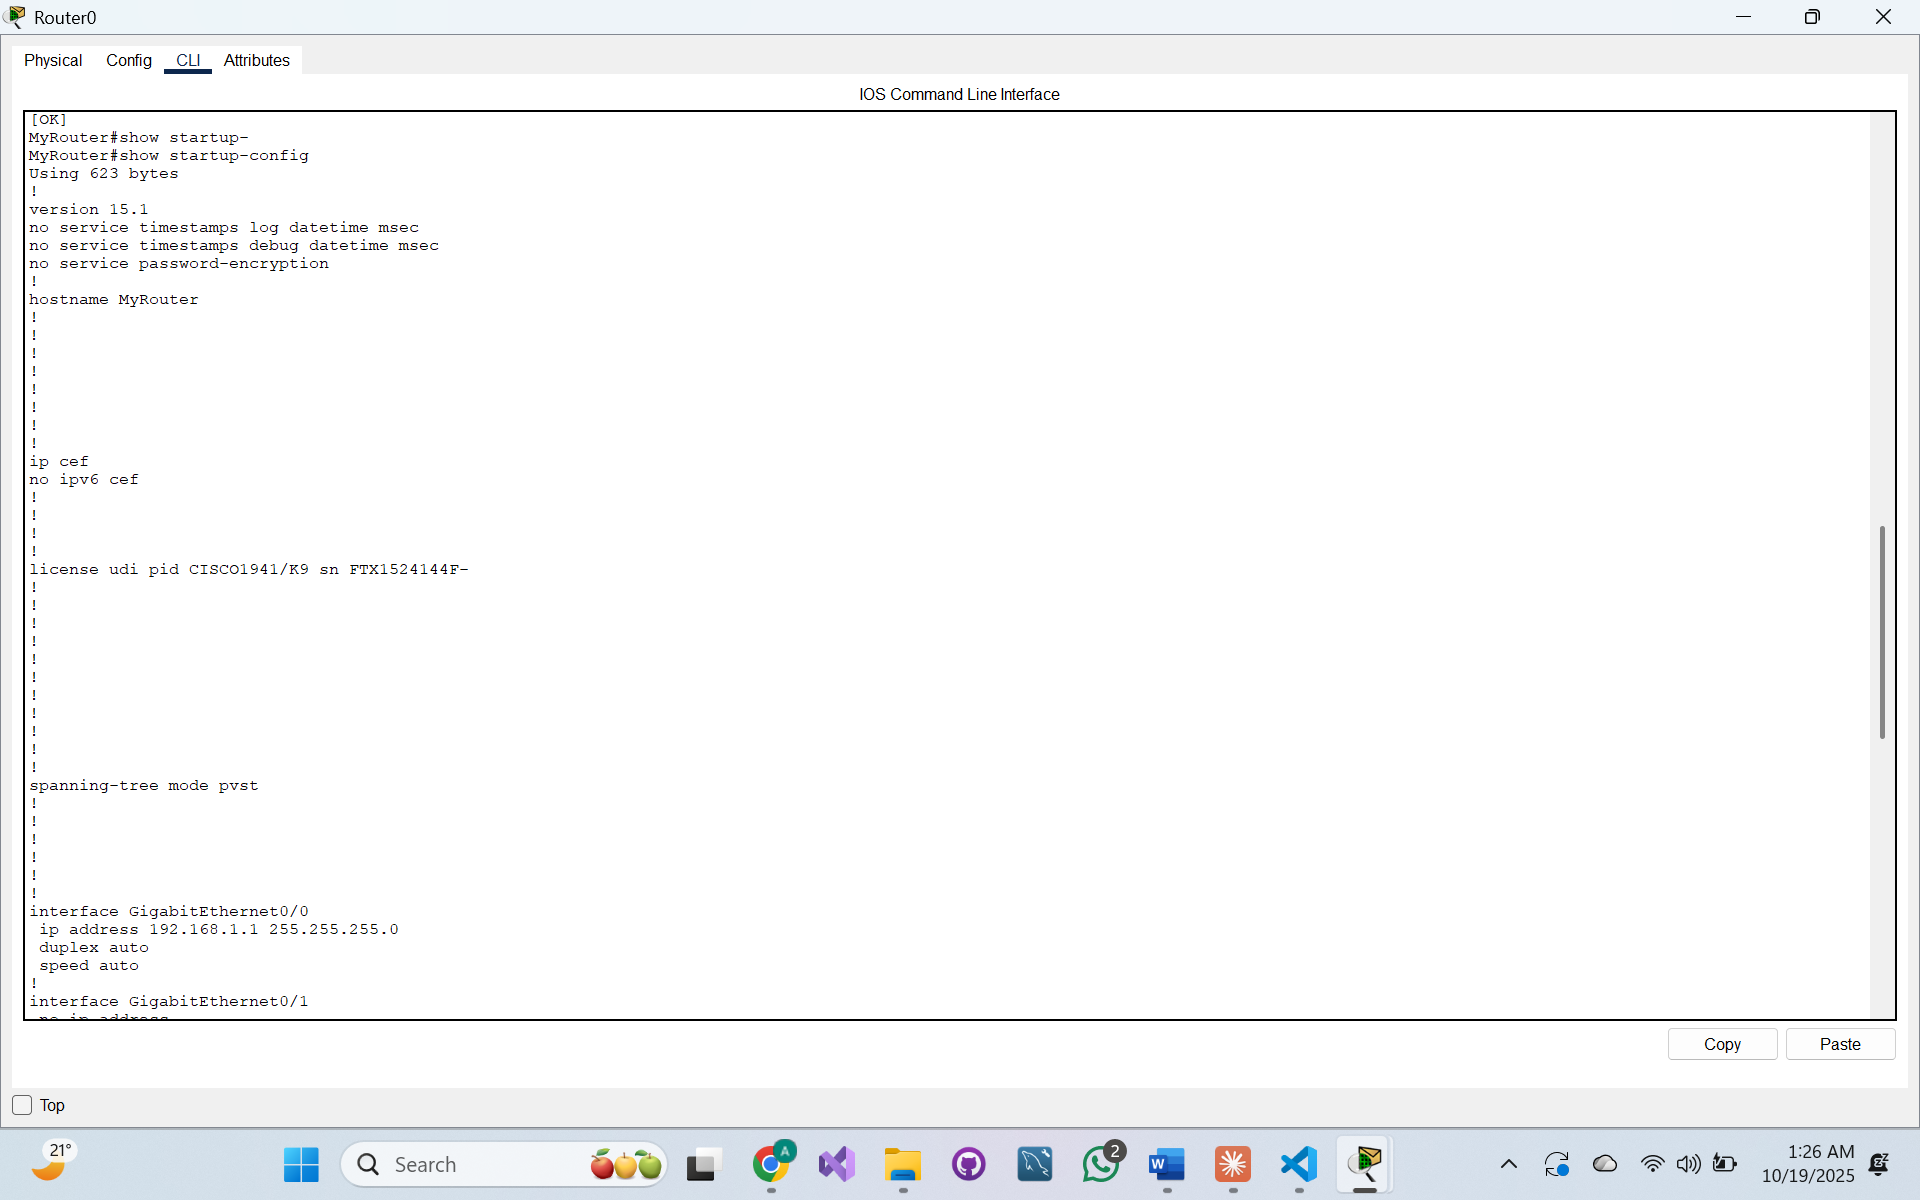 Router0
Physical Config CLI Attributes
IOS Command Line Interface
[OK]
MyRouter#show startup-
MyRouter#show startup-config
Using 623 bytes
!
version 15.1
no service timestamps log datetime msec
no service timestamps debug datetime msec
no service password-encryption
!
hostname MyRouter
!
!
!
!
!
!
!
!
ip cef
no ipv6 cef
!
!
!
!
license udi pid CISCO1941/K9 sn FTX1524144F-
!
!
!
!
!
!
!
!
!
!
!
spanning-tree mode pvst
!
!
!
!
!
!
interface GigabitEthernet0/0
 ip address 192.168.1.1 255.255.255.0
 duplex auto
 speed auto
!
interface GigabitEthernet0/1
 no ip address
Copy Paste
Top
21°
Search
A
2
W
1:26 AM
10/19/2025